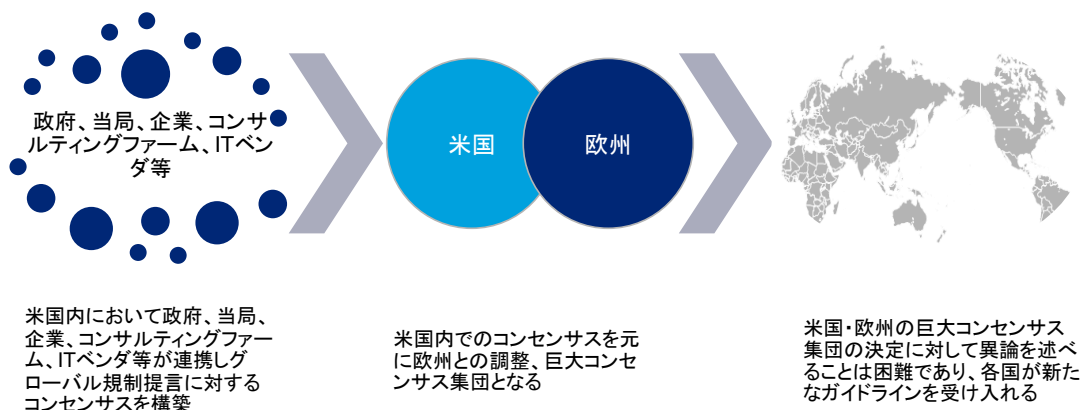 政府、当局、企業、コンサ
ルティングファーム、ITベン
ダ等
米国
欧州
米国内において政府、当局、
企業、コンサルティングファー
ム、ITベンダ等が連携しグ
ローバル規制提言に対する
コンセンサスを構築
米国内でのコンセンサスを元
に欧州との調整、巨大コンセ
ンサス集団となる
米国・欧州の巨大コンセンサス
集団の決定に対して異論を述べ
ることは困難であり、各国が新た
なガイドラインを受け入れる